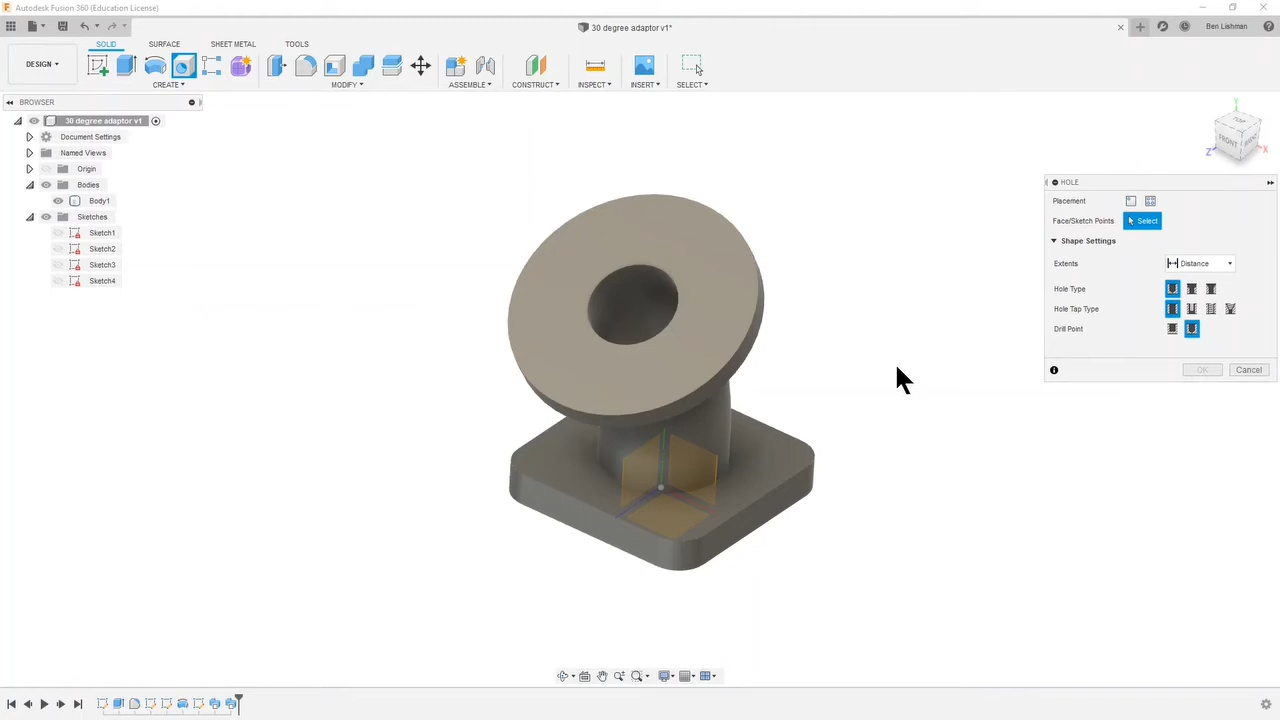 Autodesk Fusion 360 (Education License)
30 degree adaptor v1*
Ben Lishman
SOLID SURFACE SHEET METAL TOOLS
DESIGN
CREATE MODIFY ASSEMBLE CONSTRUCT INSPECT INSERT SELECT
BROWSER
30 degree adaptor v1
Document Settings
Named Views
Origin
Bodies
Body1
Sketches
Sketch1
Sketch2
Sketch3
Sketch4
Y
TOP
FRONT
RIGHT
Z
X
HOLE
Placement
Face/Sketch Points Select
Shape Settings
Extents Distance
Hole Type
Hole Tap Type
Drill Point
OK Cancel